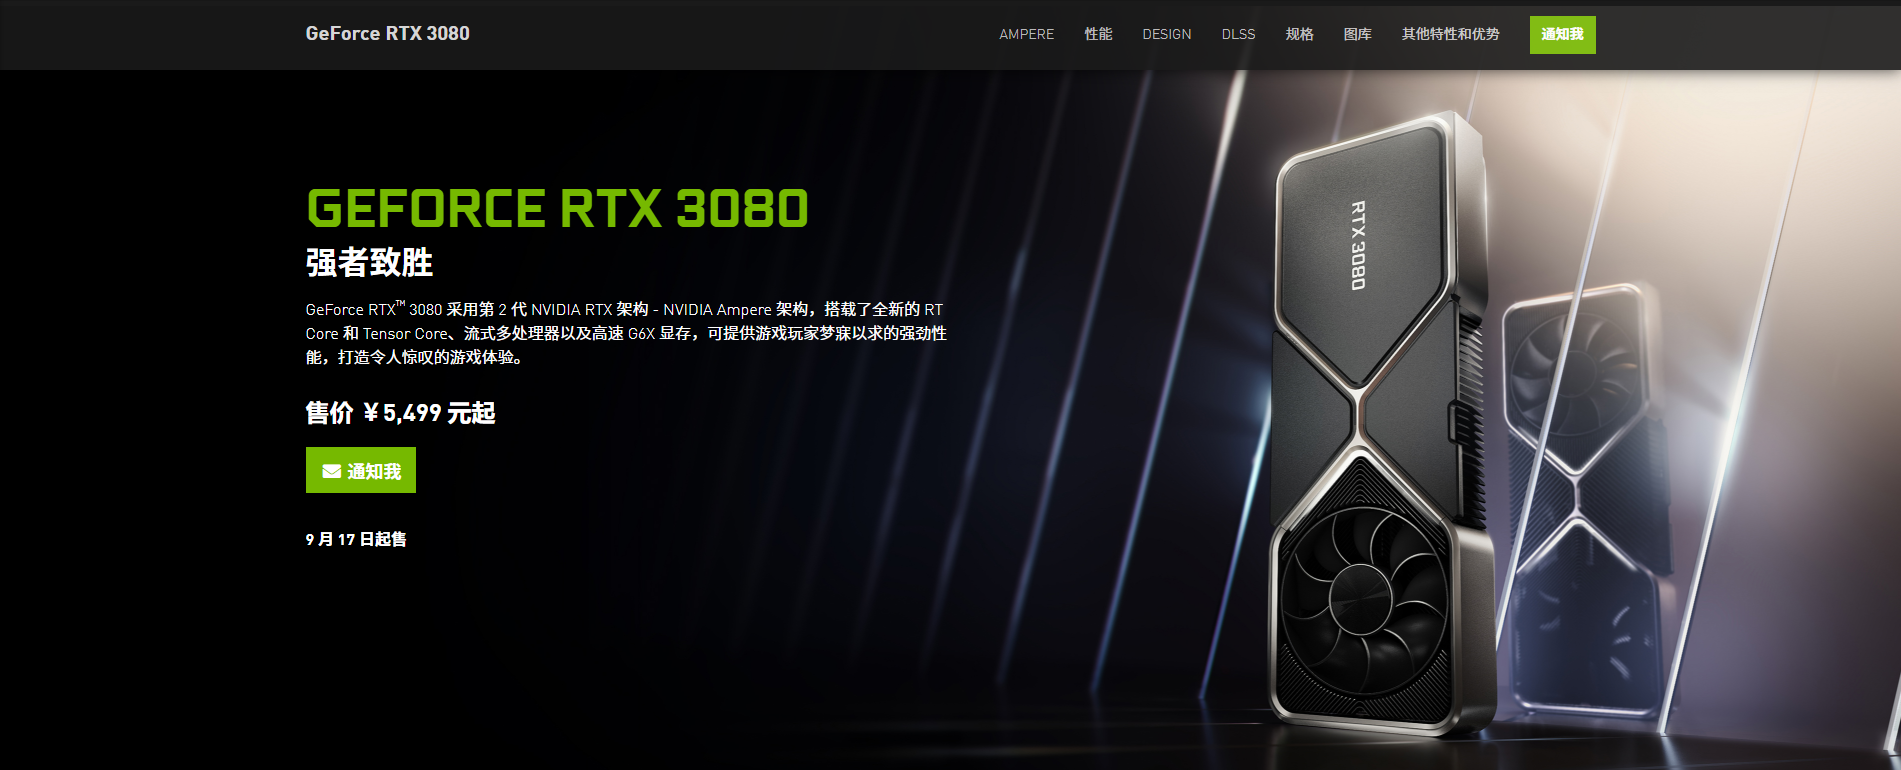 GeForce RTX 3080
AMPERE 性能 DESIGN DLSS 规格 图库 其他特性和优势 通知我
GEFORCE RTX 3080
强者致胜
GeForce RTX™ 3080 采用第 2 代 NVIDIA RTX 架构 - NVIDIA Ampere 架构，搭载了全新的 RT
Core 和 Tensor Core、流式多处理器以及高速 G6X 显存，可提供游戏玩家梦寐以求的强劲性
能，打造令人惊叹的游戏体验。
售价 ￥5,499 元起
通知我
9 月 17 日起售
RTX 3080